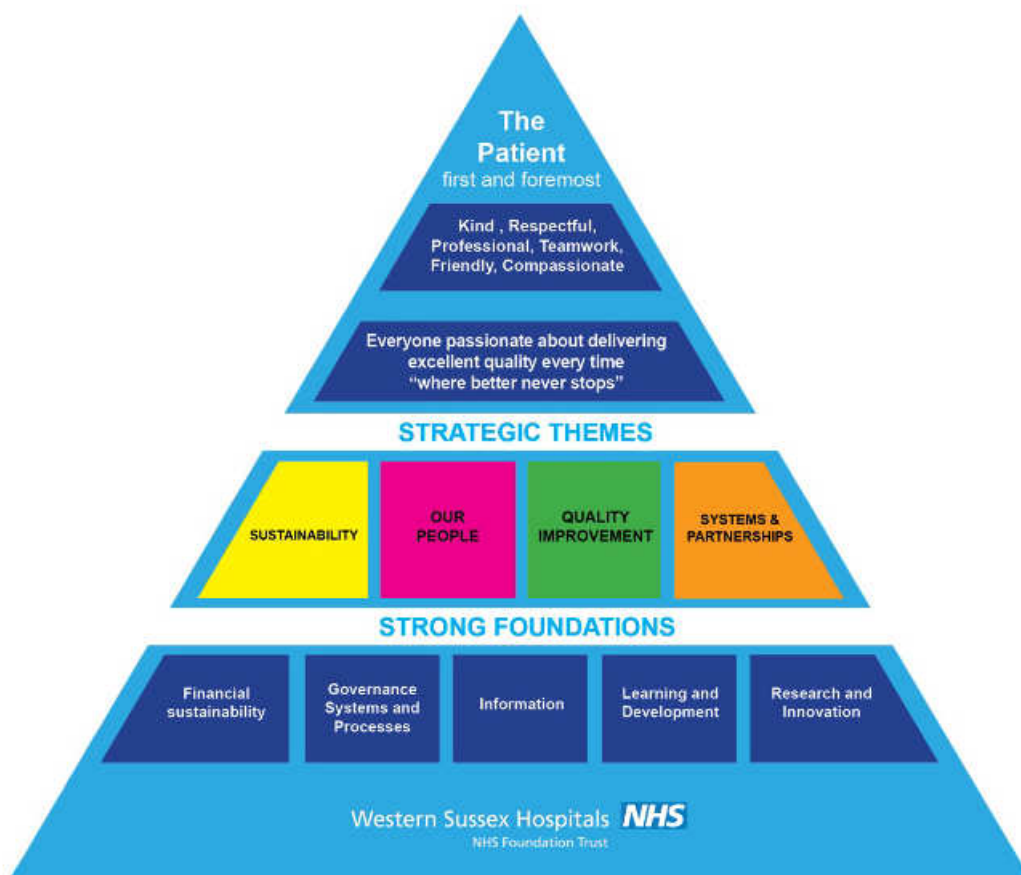 The
Patient
first and foremost
Kind , Respectful,
Professional, Teamwork,
Friendly, Compassionate
Everyone passionate about delivering
excellent quality every time
“where better never stops”
STRATEGIC THEMES
SUSTAINABILITY
OUR
PEOPLE
QUALITY
IMPROVEMENT
SYSTEMS &
PARTNERSHIPS
STRONG FOUNDATIONS
Financial
sustainability
Governance
Systems and
Processes
Information
Learning and
Development
Research and
Innovation
Western Sussex Hospitals NHS
NHS Foundation Trust